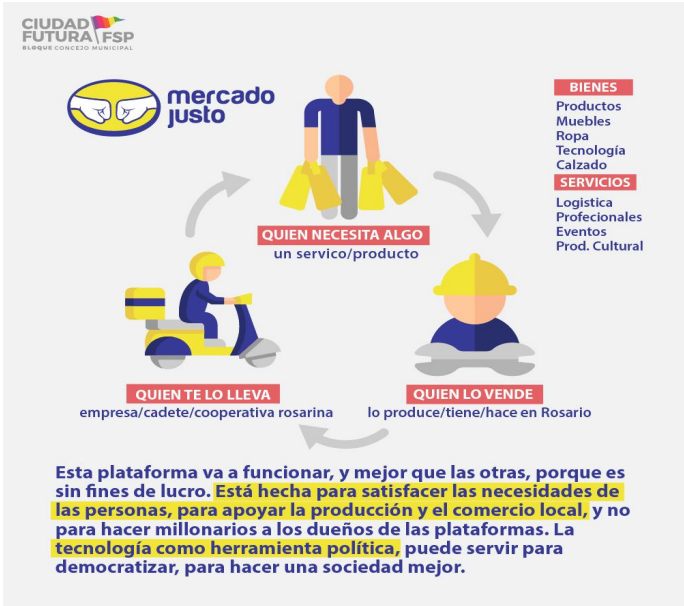 CIUDAD
FUTURA FSP
BLOQUE CONCEJO MUNICIPAL
mercado
justo
BIENES
Productos
Muebles
Ropa
Tecnología
Calzado
SERVICIOS
Logistica
Profecionales
Eventos
Prod. Cultural
QUIEN NECESITA ALGO
un servico/producto
QUIEN TE LO LLEVA
empresa/cadete/cooperativa rosarina
QUIEN LO VENDE
lo produce/tiene/hace en Rosario
Esta plataforma va a funcionar, y mejor que las otras, porque es
sin fines de lucro. Está hecha para satisfacer las necesidades de
las personas, para apoyar la producción y el comercio local, y no
para hacer millonarios a los dueños de las plataformas. La
tecnología como herramienta política, puede servir para
democratizar, para hacer una sociedad mejor.